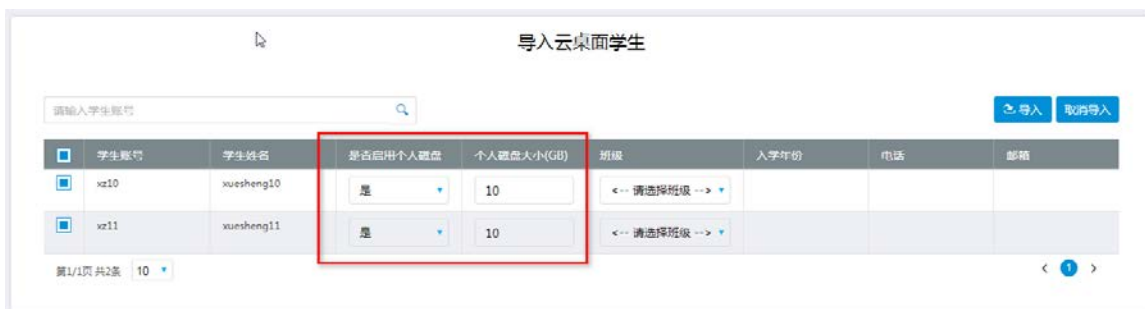 导入云桌面学生
请输入学生账号
导入 取消导入
学生账号 学生姓名 是否启用个人磁盘 个人磁盘大小(GB) 班级 入学年份 电话 邮箱
xz10 xuesheng10 是 10 <-- 请选择班级 -->
xz11 xuesheng11 是 10 <-- 请选择班级 -->
第1/1页 共2条 10 < 1 >